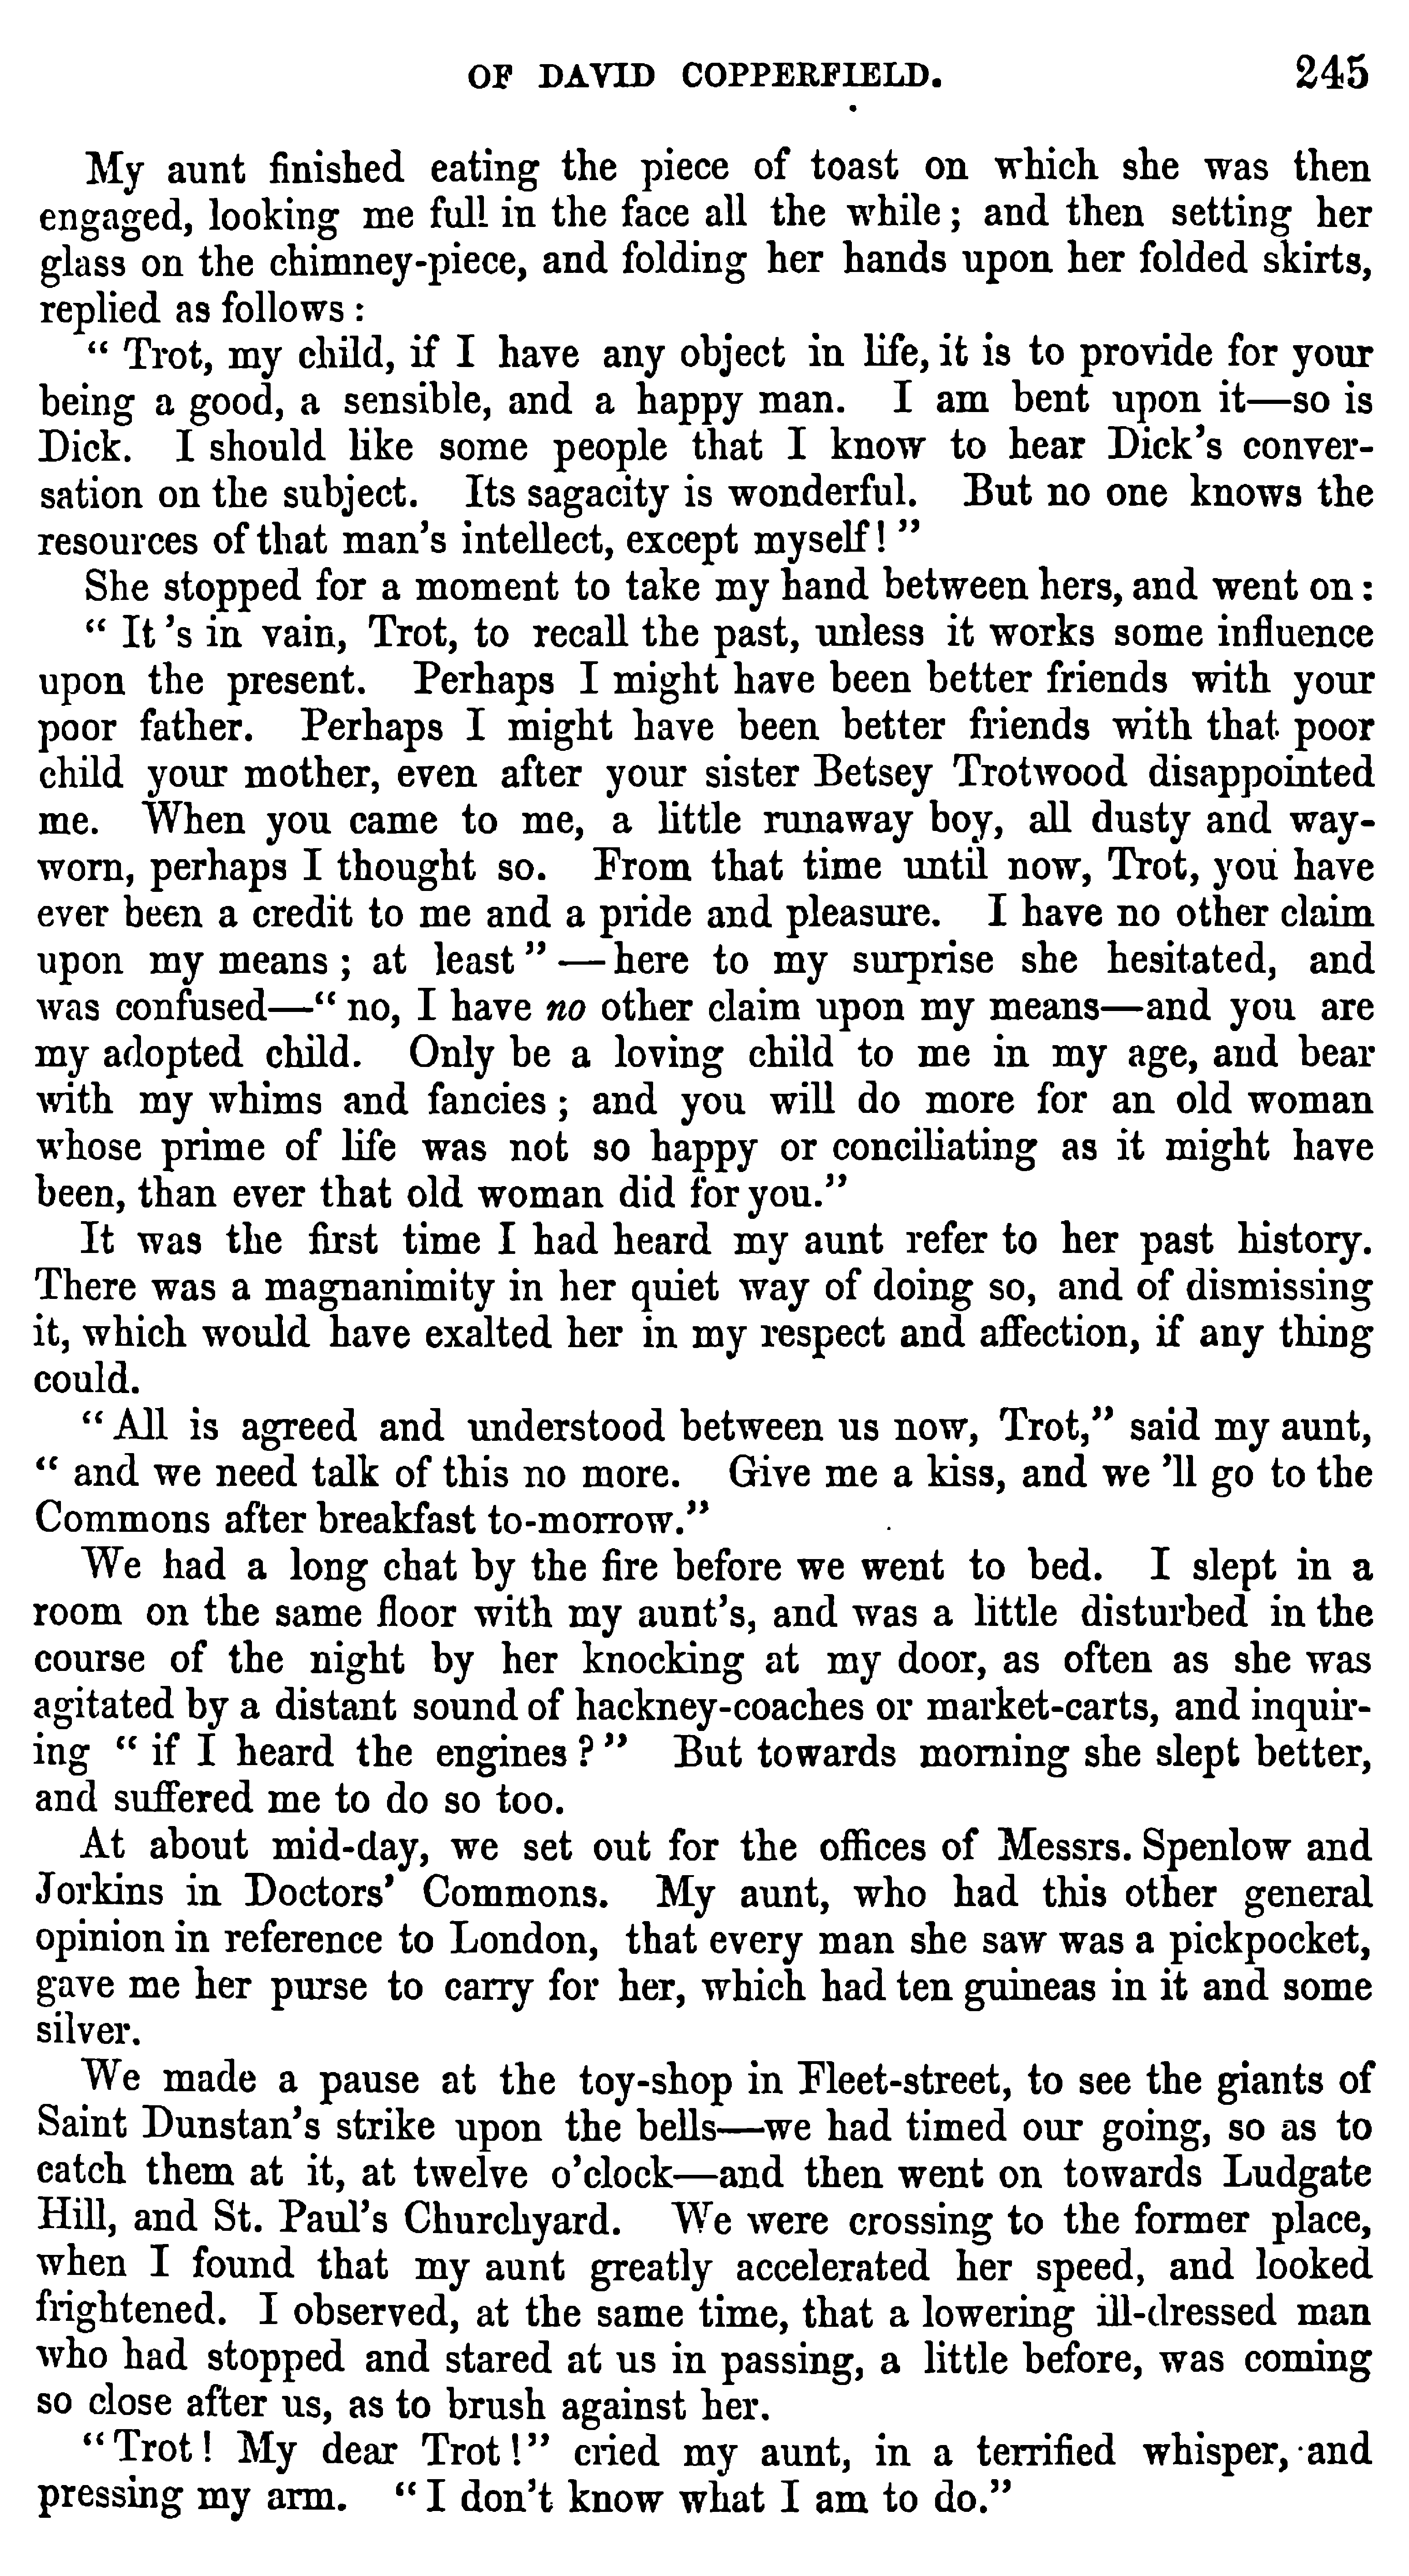 OF DAVID COPPERFIELD. 245
My aunt finished eating the piece of toast on which she was then
engaged, looking me full in the face all the while; and then setting her
glass on the chimney-piece, and folding her hands upon her folded skirts,
replied as follows:
“ Trot, my child, if I have any object in life, it is to provide for your
being a good, a sensible, and a happy man. I am bent upon it—so is
Dick. I should like some people that I know to hear Dick’s conver-
sation on the subject. Its sagacity is wonderful. But no one knows the
resources of that man’s intellect, except myself! ”
She stopped for a moment to take my hand between hers, and went on:
“ It ’s in vain, Trot, to recall the past, unless it works some influence
upon the present. Perhaps I might have been better friends with your
poor father. Perhaps I might have been better friends with that poor
child your mother, even after your sister Betsey Trotwood disappointed
me. When you came to me, a little runaway boy, all dusty and way-
worn, perhaps I thought so. From that time until now, Trot, you have
ever been a credit to me and a pride and pleasure. I have no other claim
upon my means; at least” — here to my surprise she hesitated, and
was confused—“ no, I have no other claim upon my means—and you are
my adopted child. Only be a loving child to me in my age, and bear
with my whims and fancies; and you will do more for an old woman
whose prime of life was not so happy or conciliating as it might have
been, than ever that old woman did for you.”
It was the first time I had heard my aunt refer to her past history.
There was a magnanimity in her quiet way of doing so, and of dismissing
it, which would have exalted her in my respect and affection, if any thing
could.
“ All is agreed and understood between us now, Trot,” said my aunt,
“ and we need talk of this no more. Give me a kiss, and we ’ll go to the
Commons after breakfast to-morrow.”
We had a long chat by the fire before we went to bed. I slept in a
room on the same floor with my aunt’s, and was a little disturbed in the
course of the night by her knocking at my door, as often as she was
agitated by a distant sound of hackney-coaches or market-carts, and inquir-
ing “ if I heard the engines? ” But towards morning she slept better,
and suffered me to do so too.
At about mid-day, we set out for the offices of Messrs. Spenlow and
Jorkins in Doctors’ Commons. My aunt, who had this other general
opinion in reference to London, that every man she saw was a pickpocket,
gave me her purse to carry for her, which had ten guineas in it and some
silver.
We made a pause at the toy-shop in Fleet-street, to see the giants of
Saint Dunstan’s strike upon the bells—we had timed our going, so as to
catch them at it, at twelve o’clock—and then went on towards Ludgate
Hill, and St. Paul’s Churchyard. We were crossing to the former place,
when I found that my aunt greatly accelerated her speed, and looked
frightened. I observed, at the same time, that a lowering ill-dressed man
who had stopped and stared at us in passing, a little before, was coming
so close after us, as to brush against her.
“ Trot! My dear Trot!” cried my aunt, in a terrified whisper, and
pressing my arm. “ I don’t know what I am to do.”